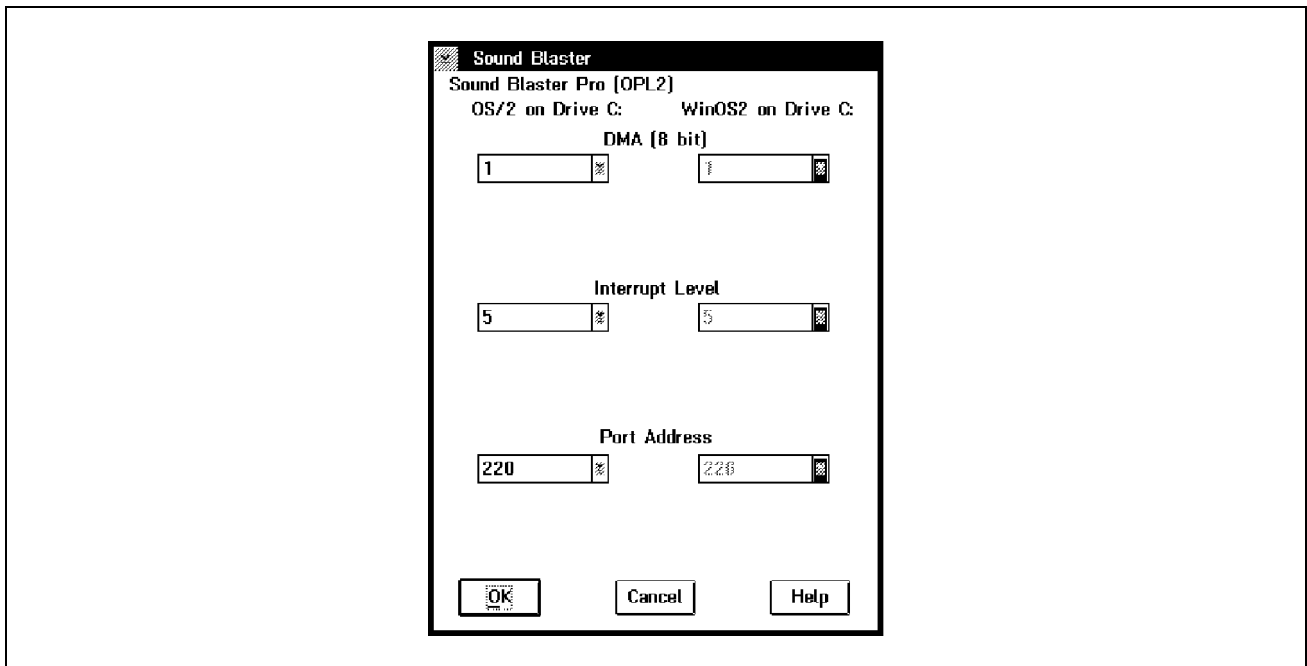 Sound Blaster
Sound Blaster Pro (OPL2)
OS/2 on Drive C: WinOS2 on Drive C:
DMA (8 bit)
1 1
Interrupt Level
5 5
Port Address
220 220
OK Cancel Help